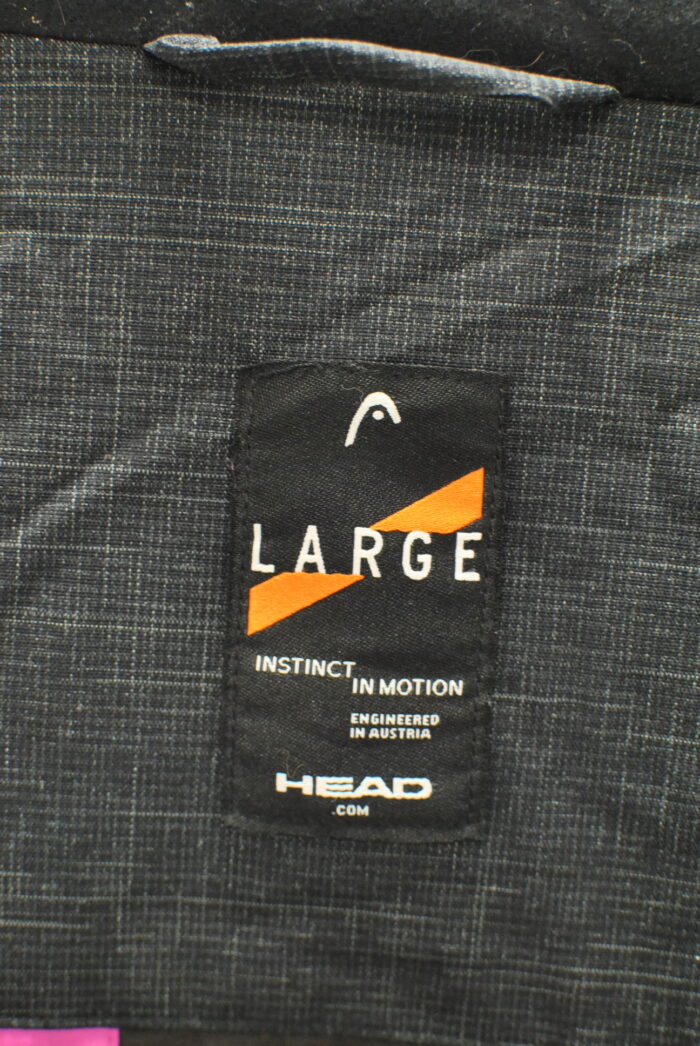 LARGE
INSTINCT
IN MOTION
ENGINEERED
IN AUSTRIA
HEAD
.COM